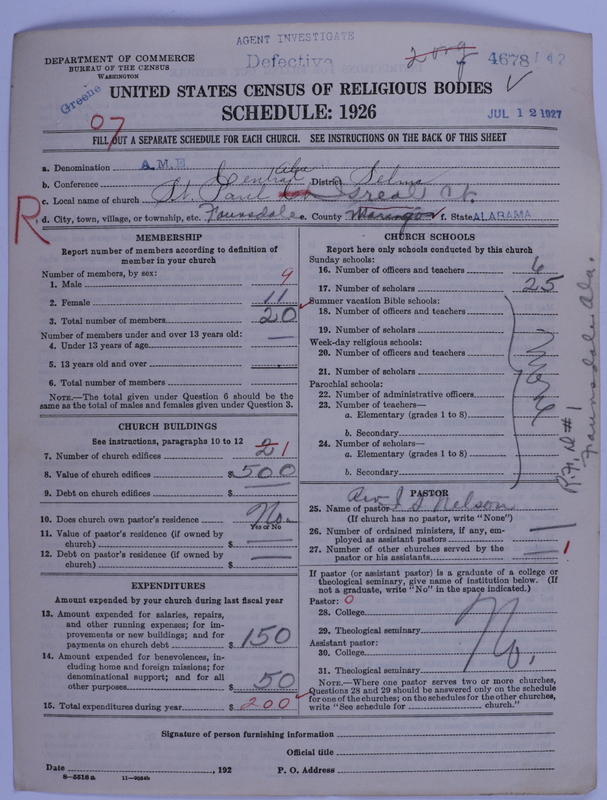 AGENT INVESTIGATE
DEPARTMENT OF COMMERCE
BUREAU OF THE CENSUS
WASHINGTON
Defective
4678
Greene
UNITED STATES CENSUS OF RELIGIOUS BODIES
SCHEDULE: 1926
JUL 12 1927
07
FILL OUT A SEPARATE SCHEDULE FOR EACH CHURCH. SEE INSTRUCTIONS ON THE BACK OF THIS SHEET
a. Denomination A.M.E
b. Conference Central Ala District Selma
c. Local name of church St. Paul
R
d. City, town, village, or township, etc. Faunsdale e. County Marengo f. State ALABAMA
MEMBERSHIP
Report number of members according to definition of member in your church
Number of members, by sex:
1. Male 9
2. Female 11
3. Total number of members 20
Number of members under and over 13 years old:
4. Under 13 years of age
5. 13 years old and over
6. Total number of members
NOTE.—The total given under Question 6 should be the same as the total of males and females given under Question 3.
CHURCH BUILDINGS
See instructions, paragraphs 10 to 12
7. Number of church edifices 2 1
8. Value of church edifices $500
9. Debt on church edifices $
10. Does church own pastor's residence No
Yes or No
11. Value of pastor's residence (if owned by church) $
12. Debt on pastor's residence (if owned by church) $
EXPENDITURES
Amount expended by your church during last fiscal year
13. Amount expended for salaries, repairs, and other running expenses; for improvements or new buildings; and for payments on church debt $150
14. Amount expended for benevolences, including home and foreign missions; for denominational support; and for all other purposes $50
15. Total expenditures during year $200
CHURCH SCHOOLS
Report here only schools conducted by this church
Sunday schools:
16. Number of officers and teachers 6
17. Number of scholars 25
Summer vacation Bible schools:
18. Number of officers and teachers
19. Number of scholars
Week-day religious schools:
20. Number of officers and teachers
21. Number of scholars
Parochial schools:
22. Number of administrative officers
23. Number of teachers—
a. Elementary (grades 1 to 8)
b. Secondary
24. Number of scholars—
a. Elementary (grades 1 to 8)
b. Secondary
None
R.F.D #1
Faunsdale Ala.
PASTOR
25. Name of pastor Rev. J S Nelson
(If church has no pastor, write "None")
26. Number of ordained ministers, if any, employed as assistant pastors
27. Number of other churches served by the pastor or his assistants 1
If pastor (or assistant pastor) is a graduate of a college or theological seminary, give name of institution below. (If not a graduate, write "No" in the space indicated.)
Pastor: 0
28. College
29. Theological seminary
Assistant pastor:
30. College
31. Theological seminary
No.
NOTE.—Where one pastor serves two or more churches, Questions 28 and 29 should be answered only on the schedule for one of the churches; on the schedules for the other churches, write "See schedule for church."
Signature of person furnishing information
Official title
Date , 192 P. O. Address
8—5516a 11—9554b